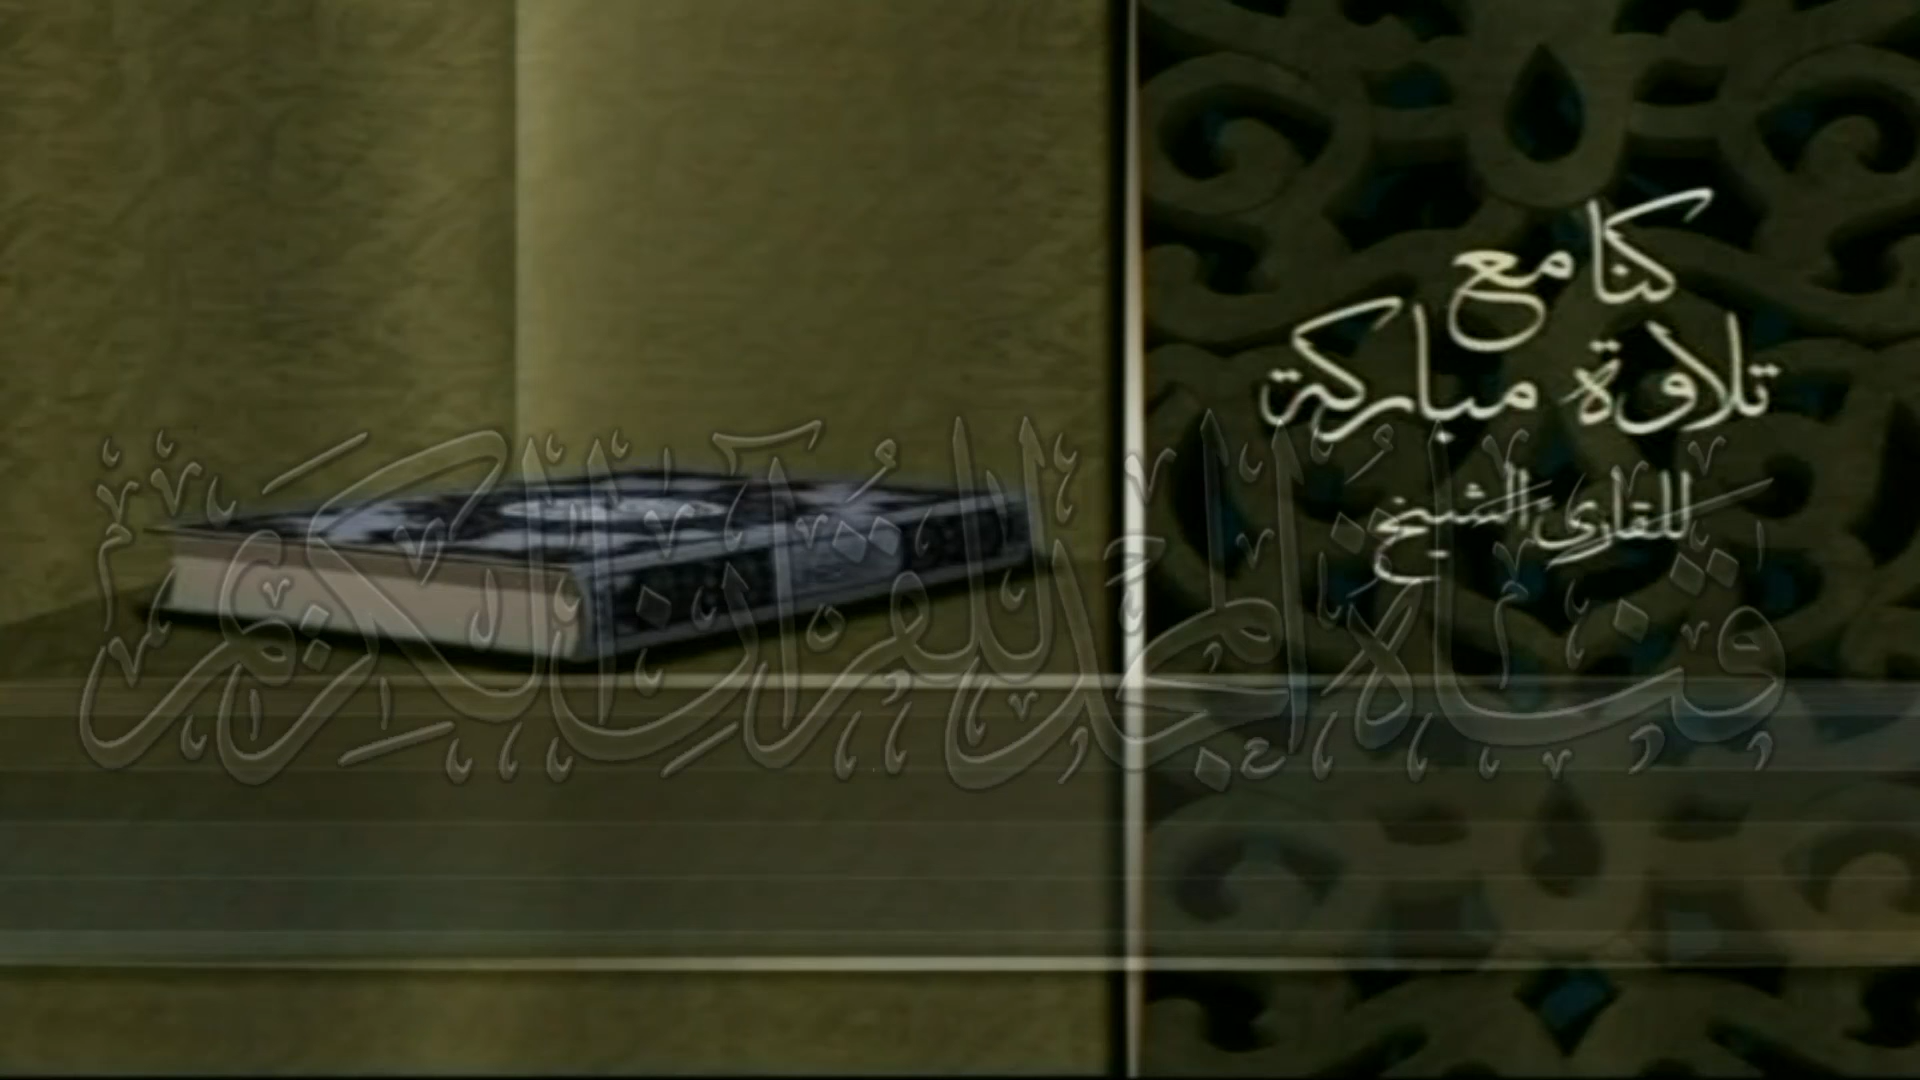 كنا مع
تلاوة مباركة
للقارئ الشيخ
قناة المجد للقرآن الكريم